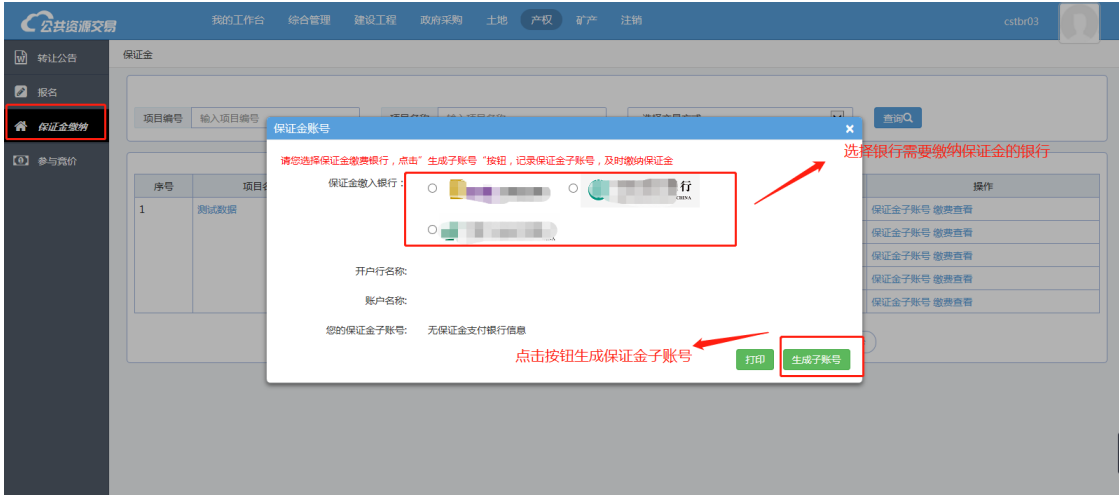 公共资源交易
我的工作台 综合管理 建设工程 政府采购 土地 产权 矿产 注销
cstbr03
转让公告
报名
保证金缴纳
参与竞价
保证金
项目编号 输入项目编号
查询
保证金账号 ×
请您选择保证金缴费银行，点击"生成子账号"按钮，记录保证金子账号，及时缴纳保证金
选择银行需要缴纳保证金的银行
保证金缴入银行：
行
CHINA
序号 项目名 操作
1 测试数据 保证金子账号 缴费查看
保证金子账号 缴费查看
保证金子账号 缴费查看
保证金子账号 缴费查看
保证金子账号 缴费查看
开户行名称:
账户名称:
您的保证金子账号: 无保证金支付银行信息
点击按钮生成保证金子账号
打印 生成子账号